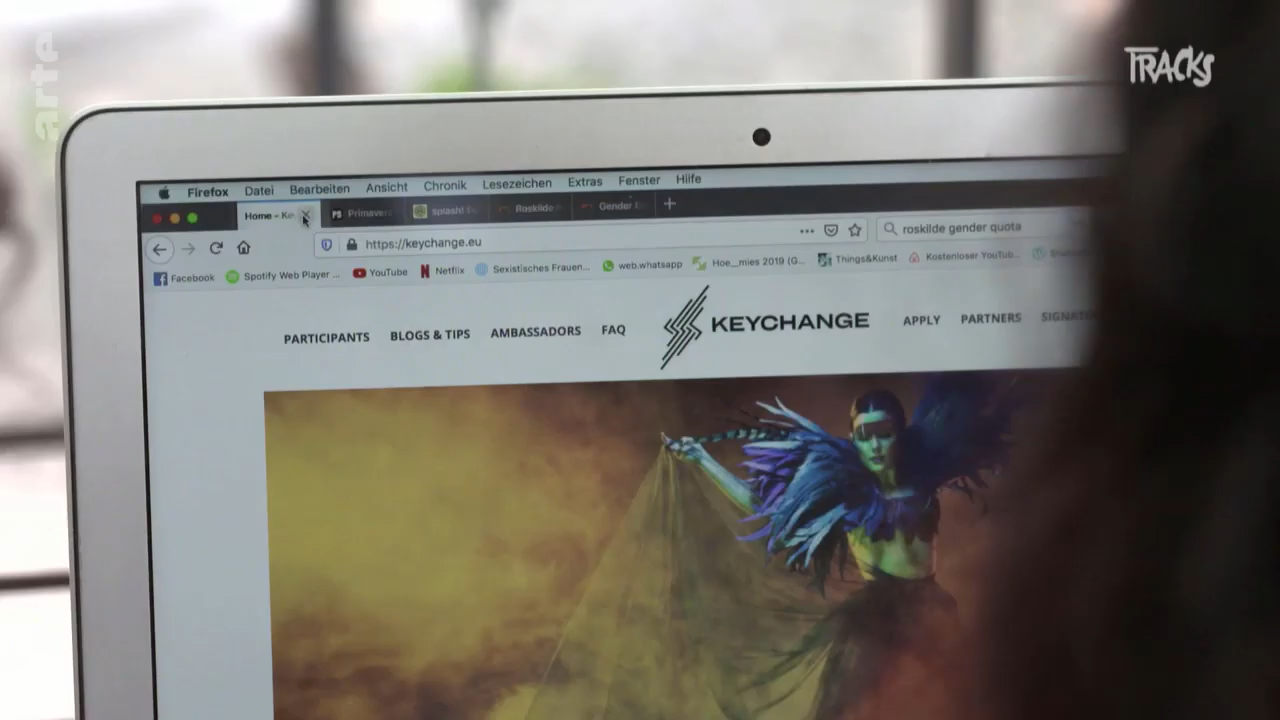 arte
TRACKS
Firefox Datei Bearbeiten Ansicht Chronik Lesezeichen Extras Fenster Hilfe
Home - Ke Primaver splash! Roskilde Gender
https://keychange.eu roskilde gender quota
Facebook Spotify Web Player ... YouTube Netflix Sexistisches Frauen... web.whatsapp Hoe__mies 2019 (G... Things&Kunst Kostenloser YouTub...
PARTICIPANTS BLOGS & TIPS AMBASSADORS FAQ KEYCHANGE APPLY PARTNERS